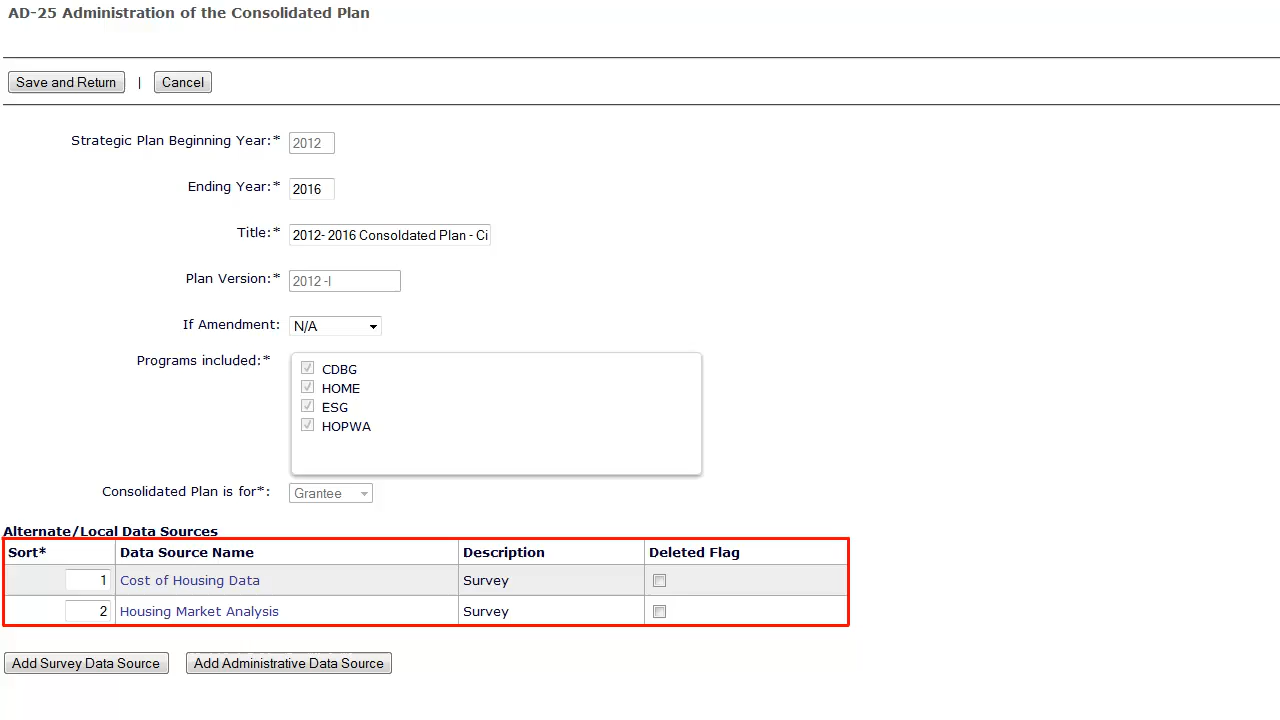 AD-25 Administration of the Consolidated Plan
Save and Return | Cancel
Strategic Plan Beginning Year:* 2012
Ending Year:* 2016
Title:* 2012- 2016 Consoldated Plan - Ci
Plan Version:* 2012 -I
If Amendment: N/A
Programs included:*
CDBG
HOME
ESG
HOPWA
Consolidated Plan is for*: Grantee
Alternate/Local Data Sources
Sort* Data Source Name Description Deleted Flag
1 Cost of Housing Data Survey
2 Housing Market Analysis Survey
Add Survey Data Source Add Administrative Data Source